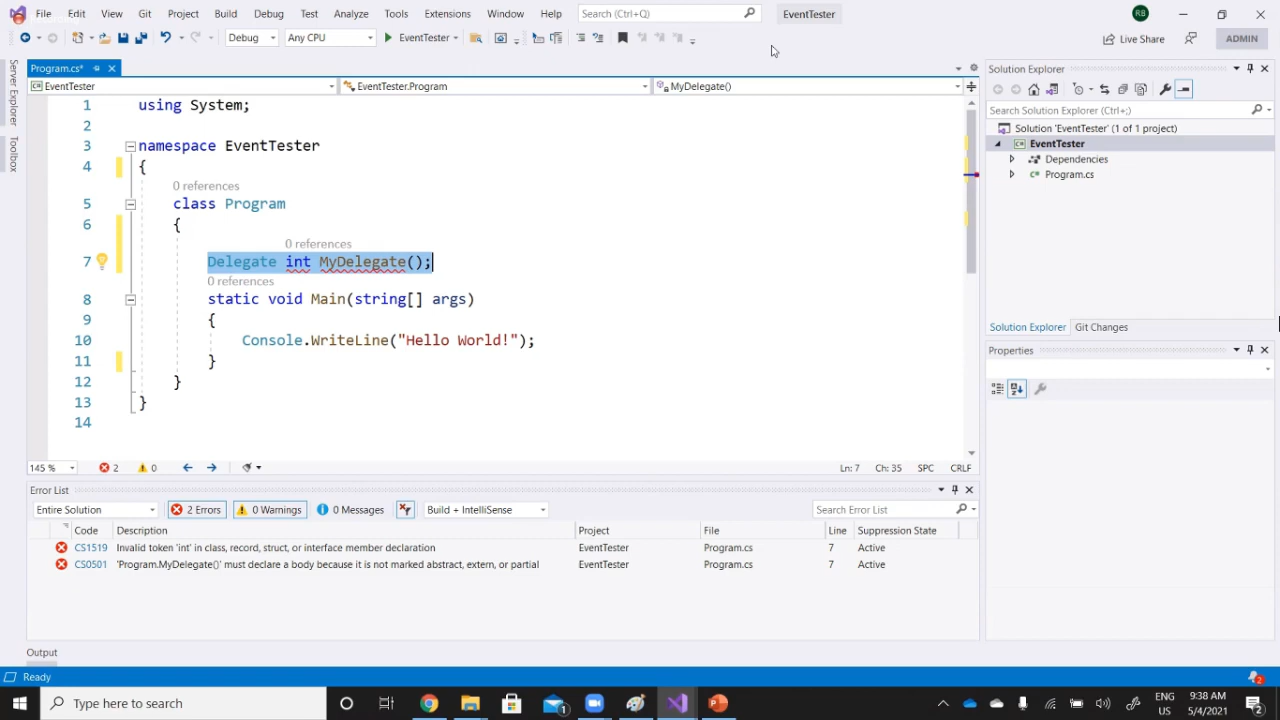 File Edit View Git Project Build Debug Test Analyze Tools Extensions Window Help Search (Ctrl+Q) EventTester RB
Debug Any CPU EventTester Live Share ADMIN
Server Explorer
Toolbox
Program.cs*
EventTester EventTester.Program MyDelegate()
1 using System;
2
3 namespace EventTester
4 {
0 references
5 class Program
6 {
0 references
7 Delegate int MyDelegate();
0 references
8 static void Main(string[] args)
9 {
10 Console.WriteLine("Hello World!");
11 }
12 }
13 }
14
145 % 2 0 Ln: 7 Ch: 35 SPC CRLF
Solution Explorer
Search Solution Explorer (Ctrl+;)
Solution 'EventTester' (1 of 1 project)
EventTester
Dependencies
Program.cs
Solution Explorer Git Changes
Properties
Error List
Entire Solution 2 Errors 0 Warnings 0 Messages Build + IntelliSense Search Error List
Code Description Project File Line Suppression State
CS1519 Invalid token 'int' in class, record, struct, or interface member declaration EventTester Program.cs 7 Active
CS0501 'Program.MyDelegate()' must declare a body because it is not marked abstract, extern, or partial EventTester Program.cs 7 Active
Output
Ready 2
Type here to search 1 ENG 9:38 AM
US 5/4/2021 2